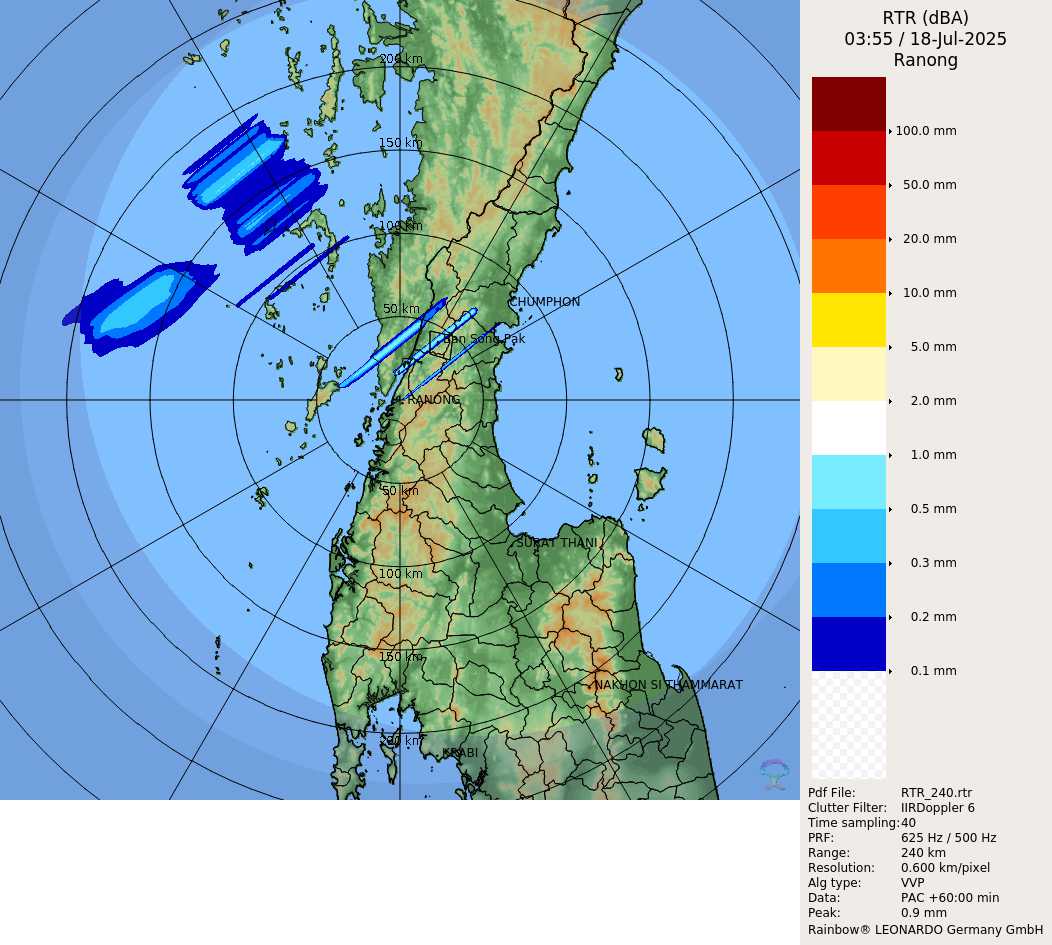 RTR (dBA)
03:55 / 18-Jul-2025
Ranong
100.0 mm
50.0 mm
20.0 mm
10.0 mm
5.0 mm
2.0 mm
1.0 mm
0.5 mm
0.3 mm
0.2 mm
0.1 mm
Pdf File: RTR_240.rtr
Clutter Filter: IIRDoppler 6
Time sampling: 40
PRF: 625 Hz / 500 Hz
Range: 240 km
Resolution: 0.600 km/pixel
Alg type: VVP
Data: PAC +60:00 min
Peak: 0.9 mm
Rainbow® LEONARDO Germany GmbH
200 km
150 km
100 km
50 km
CHUMPHON
Ban Song Pak
RANONG
50 km
SURAT THANI
100 km
150 km
NAKHON SI THAMMARAT
200 km
KRABI